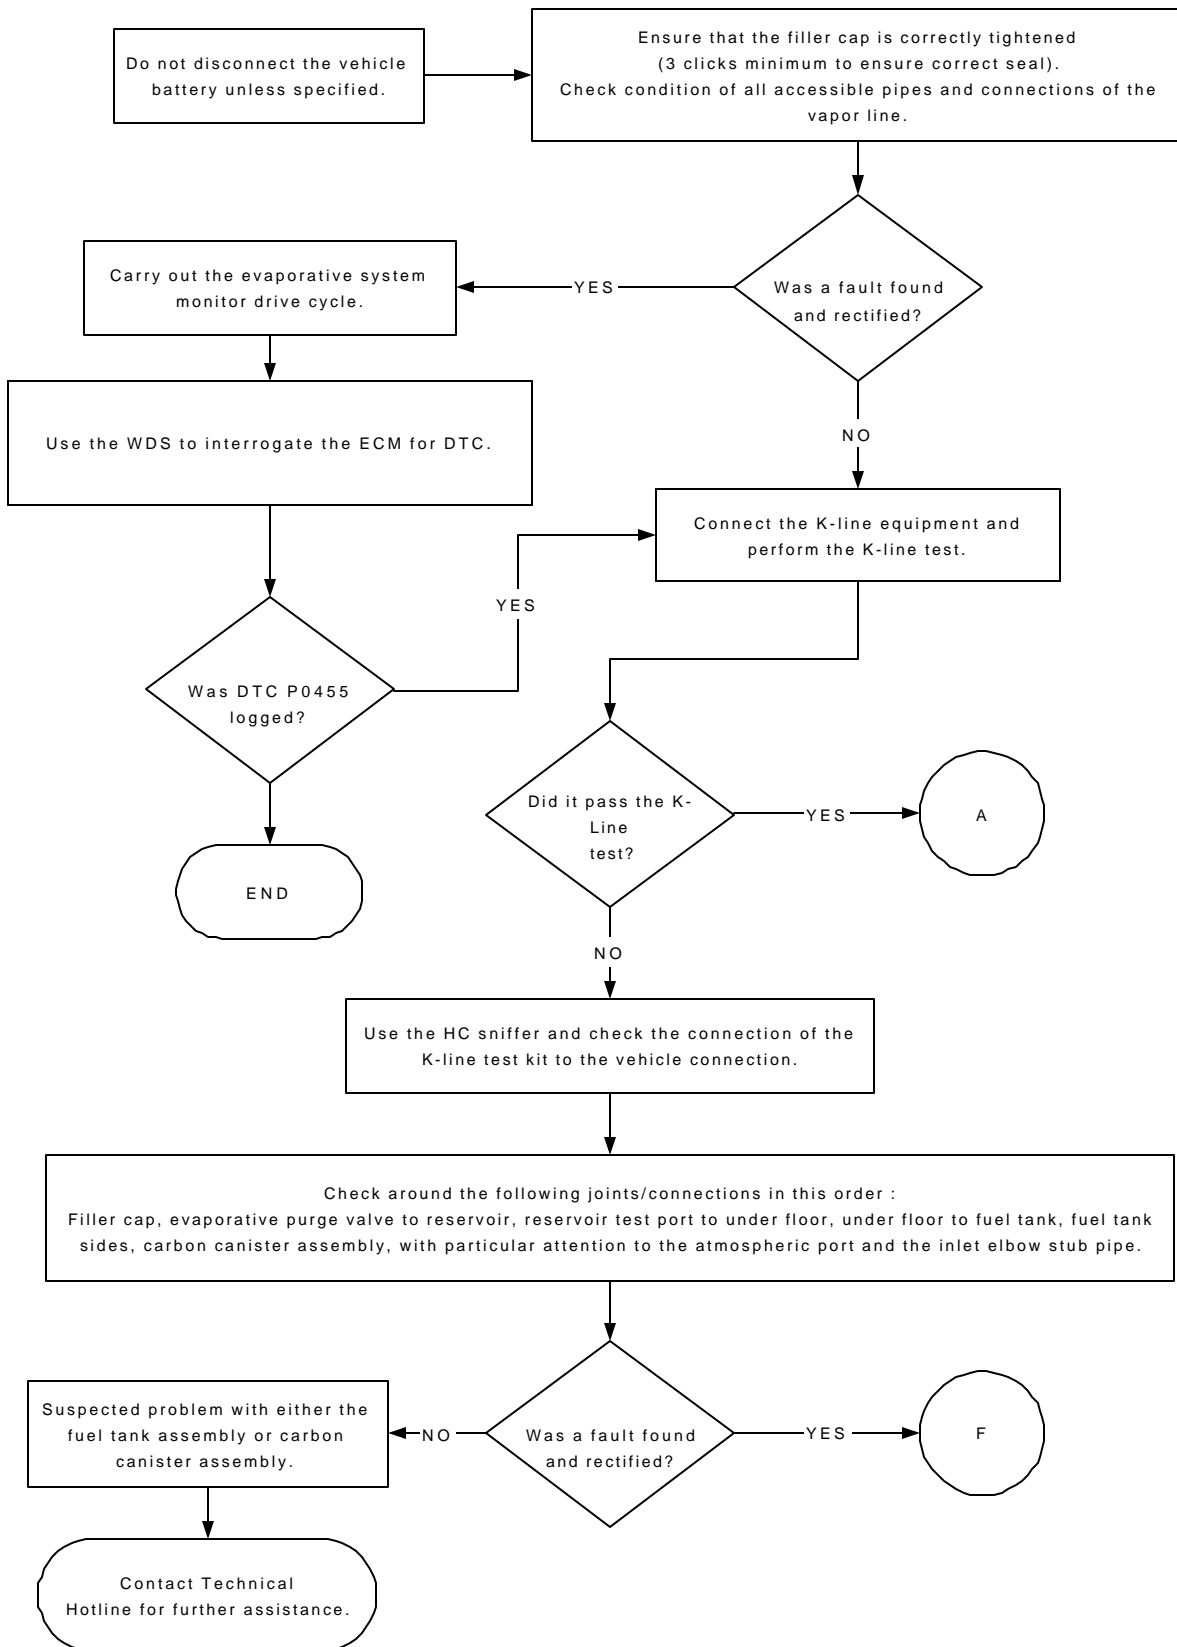 Do not disconnect the vehicle
battery unless specified.
Ensure that the filler cap is correctly tightened
(3 clicks minimum to ensure correct seal).
Check condition of all accessible pipes and connections of the
vapor line.
Was a fault found
and rectified?
YES
Carry out the evaporative system
monitor drive cycle.
Use the WDS to interrogate the ECM for DTC.
NO
Connect the K-line equipment and
perform the K-line test.
YES
Was DTC P0455
logged?
END
Did it pass the K-
Line
test?
YES
A
NO
Use the HC sniffer and check the connection of the
K-line test kit to the vehicle connection.
Check around the following joints/connections in this order :
Filler cap, evaporative purge valve to reservoir, reservoir test port to under floor, under floor to fuel tank, fuel tank
sides, carbon canister assembly, with particular attention to the atmospheric port and the inlet elbow stub pipe.
Was a fault found
and rectified?
YES
F
NO
Suspected problem with either the
fuel tank assembly or carbon
canister assembly.
Contact Technical
Hotline for further assistance.